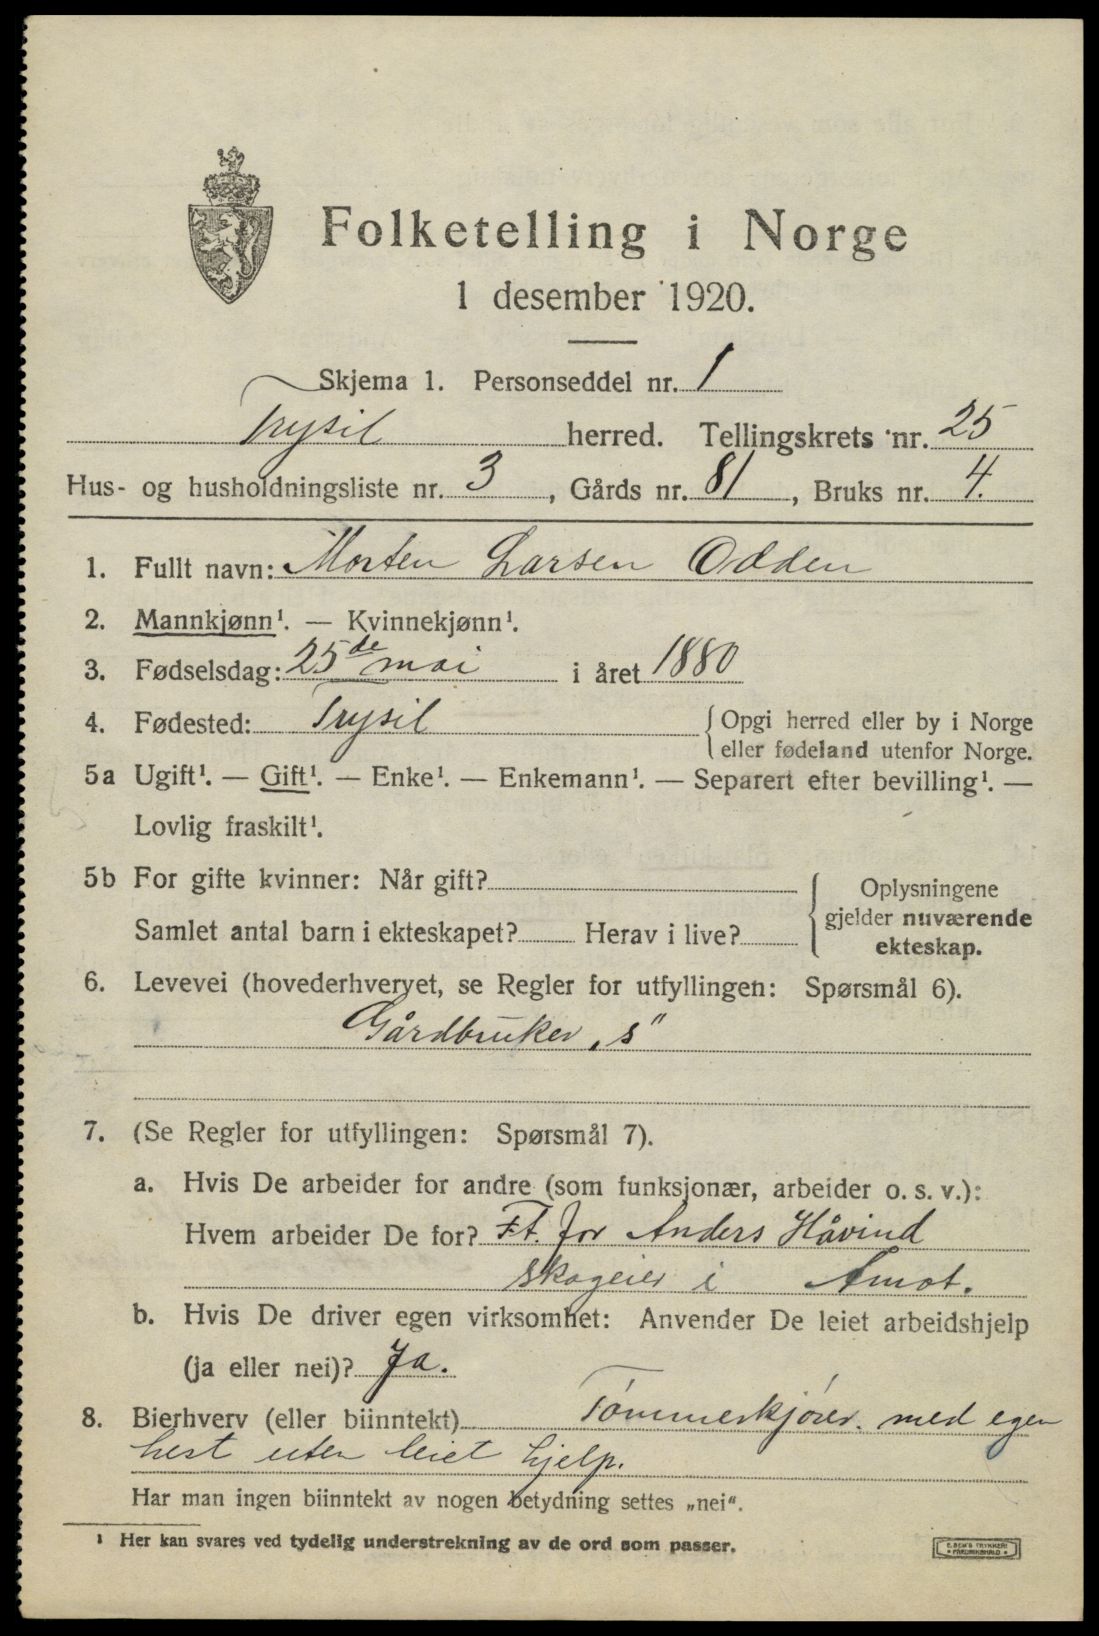 Folketelling i Norge
1 desember 1920.
Skjema 1. Personseddel nr. 1
Trysil herred. Tellingskrets nr. 25
Hus- og husholdningsliste nr. 3, Gårds nr. 81, Bruks nr. 4.
1. Fullt navn: Morten Larsen Odden
2. Mannkjønn¹. — Kvinnekjønn¹.
3. Fødselsdag: 25de mai i året 1880
4. Fødested: Trysil {Opgi herred eller by i Norge
eller fødeland utenfor Norge.
5a Ugift¹. — Gift¹. — Enke¹. — Enkemann¹. — Separert efter bevilling¹. —
Lovlig fraskilt¹.
5b For gifte kvinner: Når gift? { Oplysningene
gjelder nuværende
Samlet antal barn i ekteskapet? Herav i live?
ekteskap.
6. Levevei (hovederhvervet, se Regler for utfyllingen: Spørsmål 6).
Gårdbruker „s"
7. (Se Regler for utfyllingen: Spørsmål 7).
a. Hvis De arbeider for andre (som funksjonær, arbeider o. s. v.):
Hvem arbeider De for? Ft. for Anders Håvind
skogeier i Åmot.
b. Hvis De driver egen virksomhet: Anvender De leiet arbeidshjelp
(ja eller nei)? Ja.
8. Bierhverv (eller biinntekt) Tømmerkjører. med egen
hest uten leiet hjelp.
Har man ingen biinntekt av nogen betydning settes „nei“.
¹ Her kan svares ved tydelig understrekning av de ord som passer.
FREDRIKSHALD